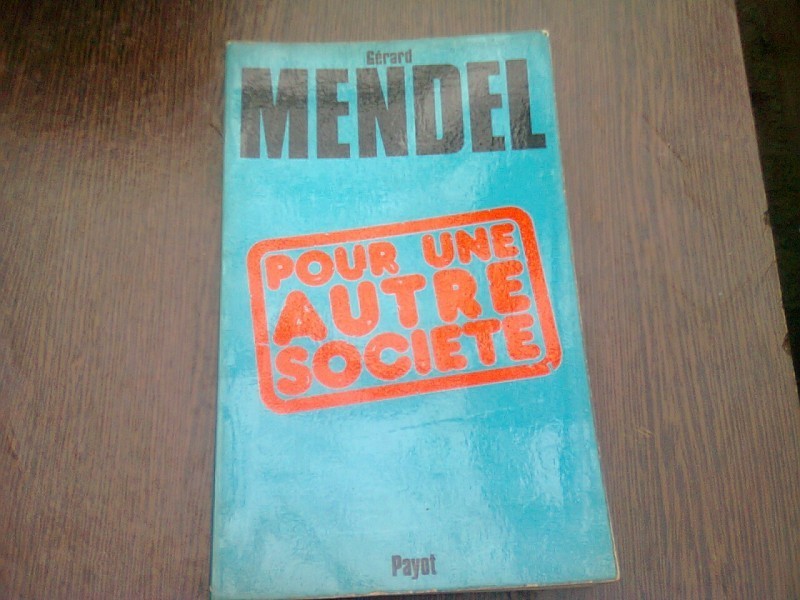 Gérard
MENDEL
POUR UNE
AUTRE
SOCIETE
Payot